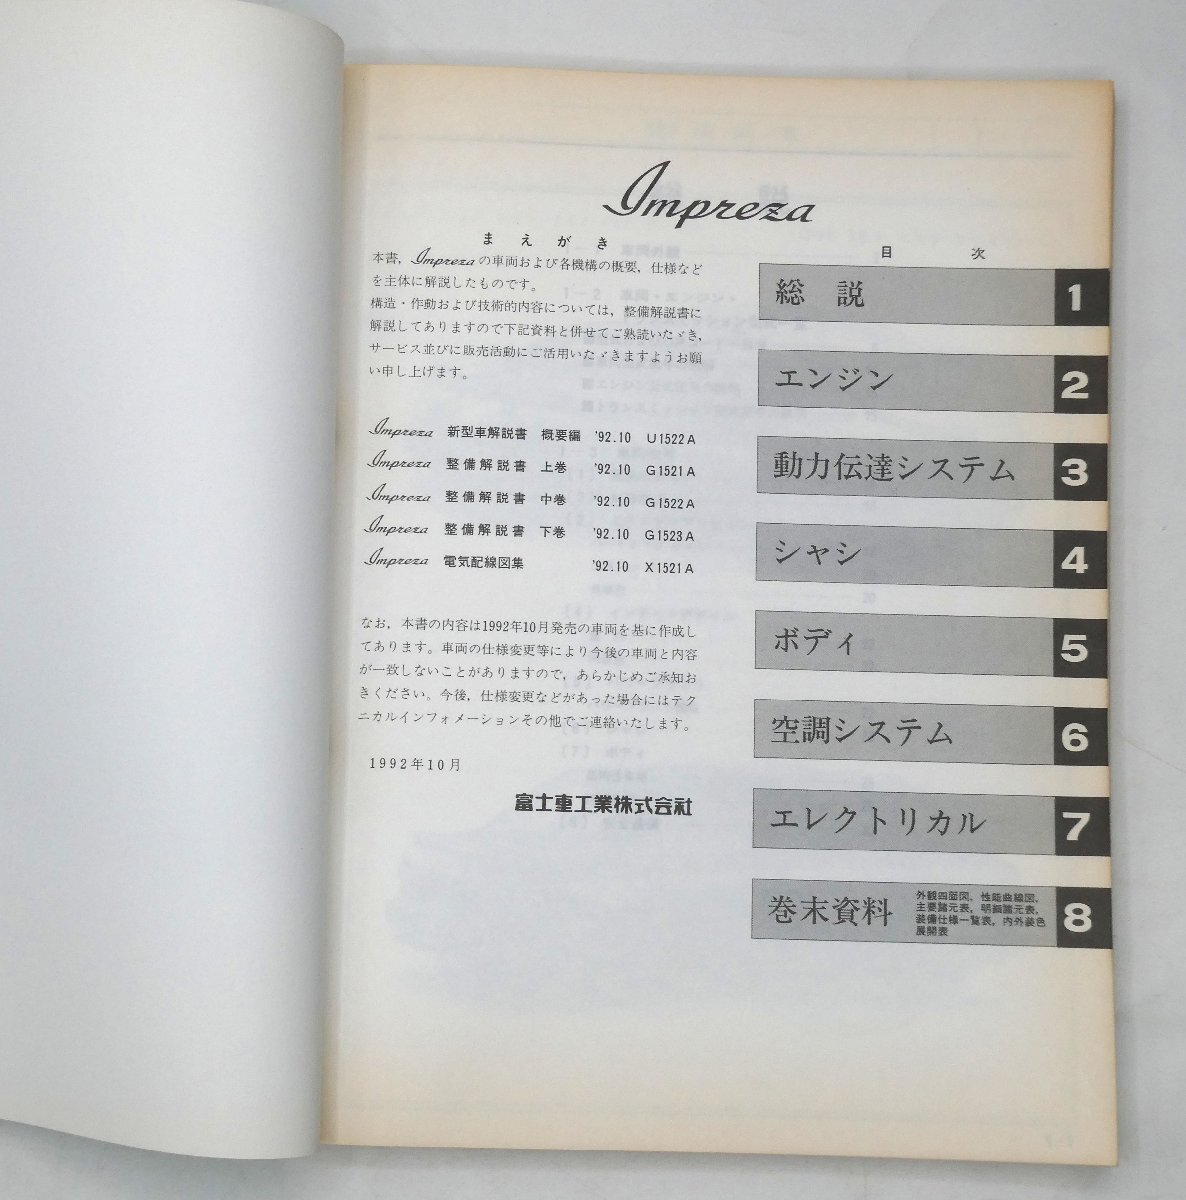 Impreza
まえがき
本書，Imprezaの車両および各機構の概要，仕様など
を主体に解説したものです。
構造・作動および技術的内容については，整備解説書に
解説してありますので下記資料と併せてご熟読いたゞき，
サービス並びに販売活動にご活用いたゞきますようお願
い申し上げます。
Impreza 新型車解説書 概要編 '92.10 U1522A
Impreza 整備解説書 上巻 '92.10 G1521A
Impreza 整備解説書 中巻 '92.10 G1522A
Impreza 整備解説書 下巻 '92.10 G1523A
Impreza 電気配線図集 '92.10 X1521A
なお，本書の内容は1992年10月発売の車両を基に作成し
てあります。車両の仕様変更等により今後の車両と内容
が一致しないことがありますので，あらかじめご承知お
きください。今後，仕様変更などがあった場合にはテク
ニカルインフォメーションその他でご連絡いたします。
1992年10月
富士重工業株式会社
目次
総説 1
エンジン 2
動力伝達システム 3
シャシ 4
ボディ 5
空調システム 6
エレクトリカル 7
巻末資料 8
外観四面図，性能曲線図，
主要諸元表，明細諸元表，
装備仕様一覧表，内外装色
展開表